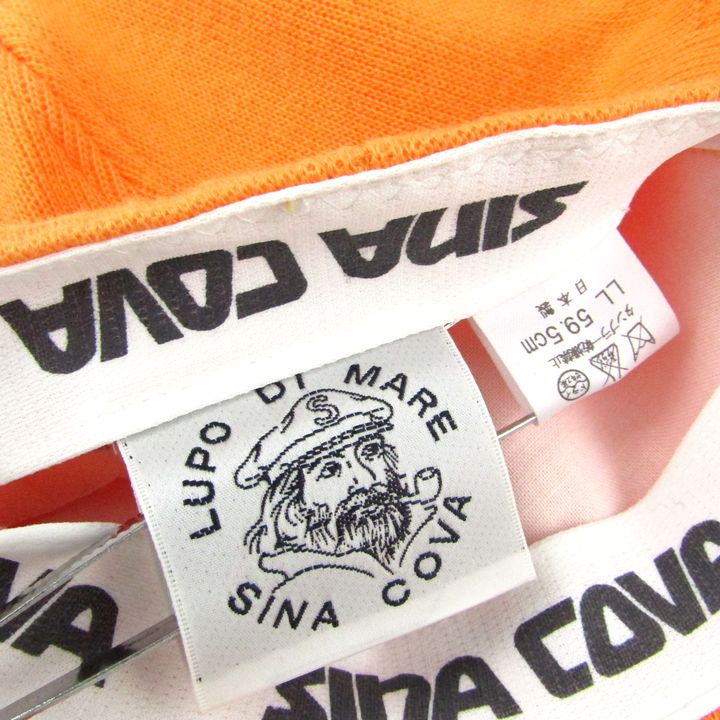 SINA COVA
LL 59.5cm
日本製
LUPO DI MARE
S
SINA COVA
SINA COVA